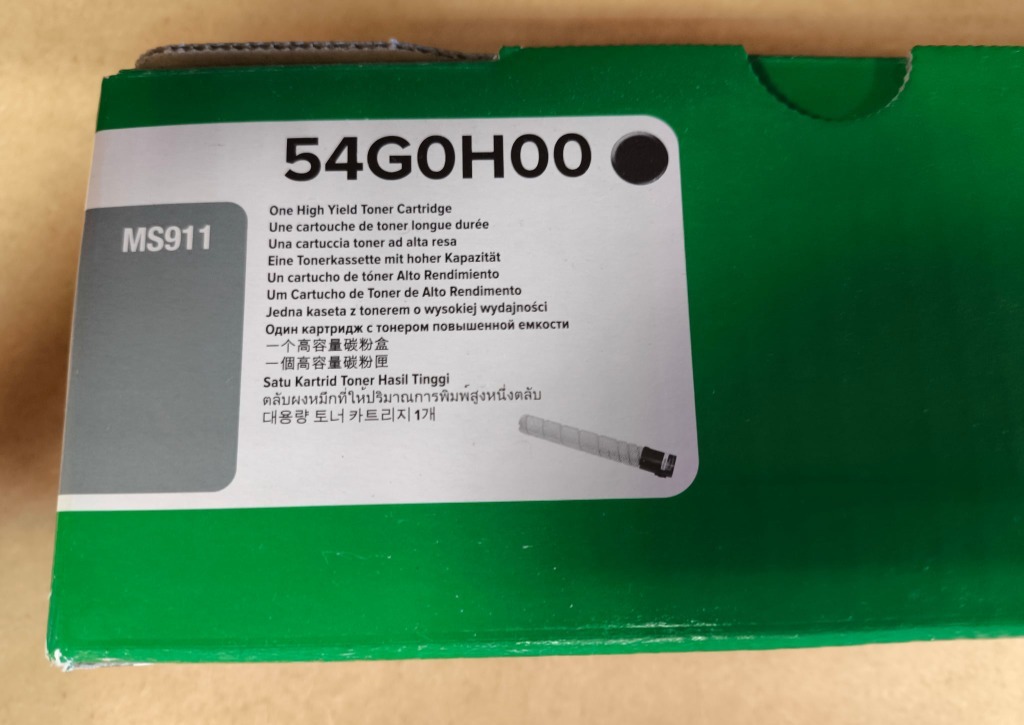 54G0H00
MS911
One High Yield Toner Cartridge
Une cartouche de toner longue durée
Una cartuccia toner ad alta resa
Eine Tonerkassette mit hoher Kapazität
Un cartucho de tóner Alto Rendimiento
Um Cartucho de Toner de Alto Rendimento
Jedna kaseta z tonerem o wysokiej wydajności
Один картридж с тонером повышенной емкости
一个高容量碳粉盒
一個高容量碳粉匣
Satu Kartrid Toner Hasil Tinggi
ตลับผงหมึกที่ให้ปริมาณการพิมพ์สูงหนึ่งตลับ
대용량 토너 카트리지 1개